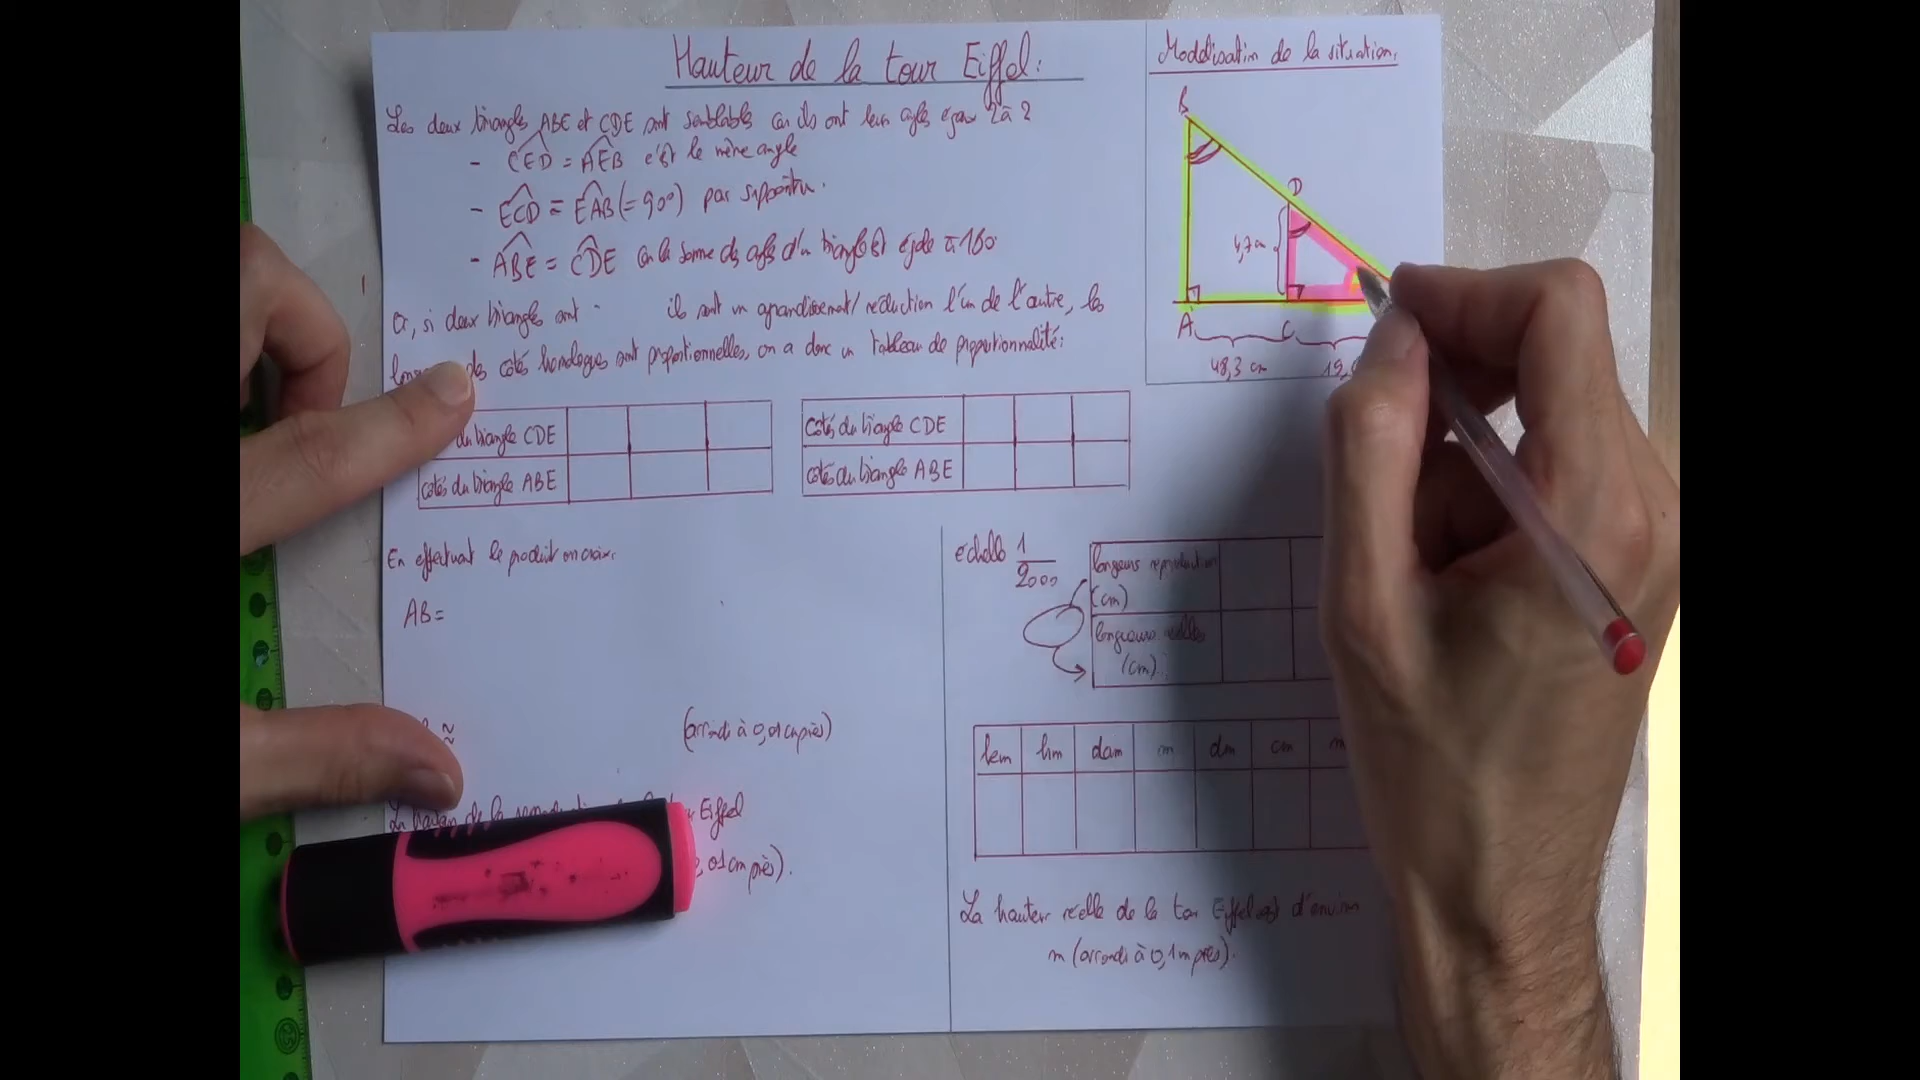 Hauteur de la tour Eiffel :
Les deux triangles ABE et CDE sont semblables car ils ont leurs angles égaux 2 à 2
- CED = AEB c'est le même angle
- ECD = EAB (= 90°) par
- ABE = CDE car la somme des angles d'un triangle est égale à 180
Or, si deux triangles sont ils sont un agrandissement/réduction l'un de l'autre, les
des côtés homologues sont proportionnelles, on a donc un tableau de proportionnalité :
du triangle CDE
cotés du triangle ABE
Cotés du triangle CDE
cotés du triangle ABE
En effectuant le produit en croix.
AB =
≈ (arrondi à 0,01 cm près)
La de la Eiffel
,01 cm près).
Modélisation de la situation.
B
D
4,7 cm
A C
48,3 cm 19,
échelle 1/2000
longueurs reproduction
(cm)
longueurs réelles
(cm)
km hm dam m dm cm m
La hauteur réelle de la tour Eiffel est d'environ
m (arrondi à 0,1 m près).